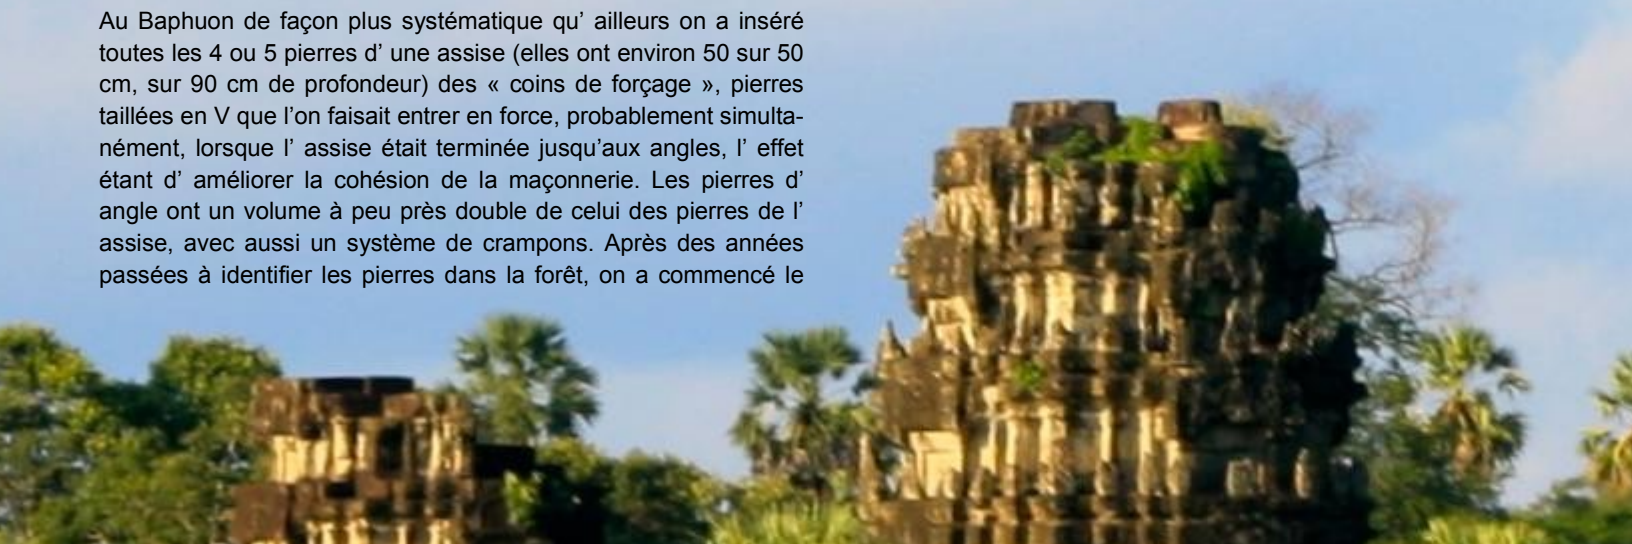 Au Baphuon de façon plus systématique qu’ ailleurs on a inséré
toutes les 4 ou 5 pierres d’ une assise (elles ont environ 50 sur 50
cm, sur 90 cm de profondeur) des « coins de forçage », pierres
taillées en V que l’on faisait entrer en force, probablement simulta-
nément, lorsque l’ assise était terminée jusqu’aux angles, l’ effet
étant d’ améliorer la cohésion de la maçonnerie. Les pierres d’
angle ont un volume à peu près double de celui des pierres de l’
assise, avec aussi un système de crampons. Après des années
passées à identifier les pierres dans la forêt, on a commencé le